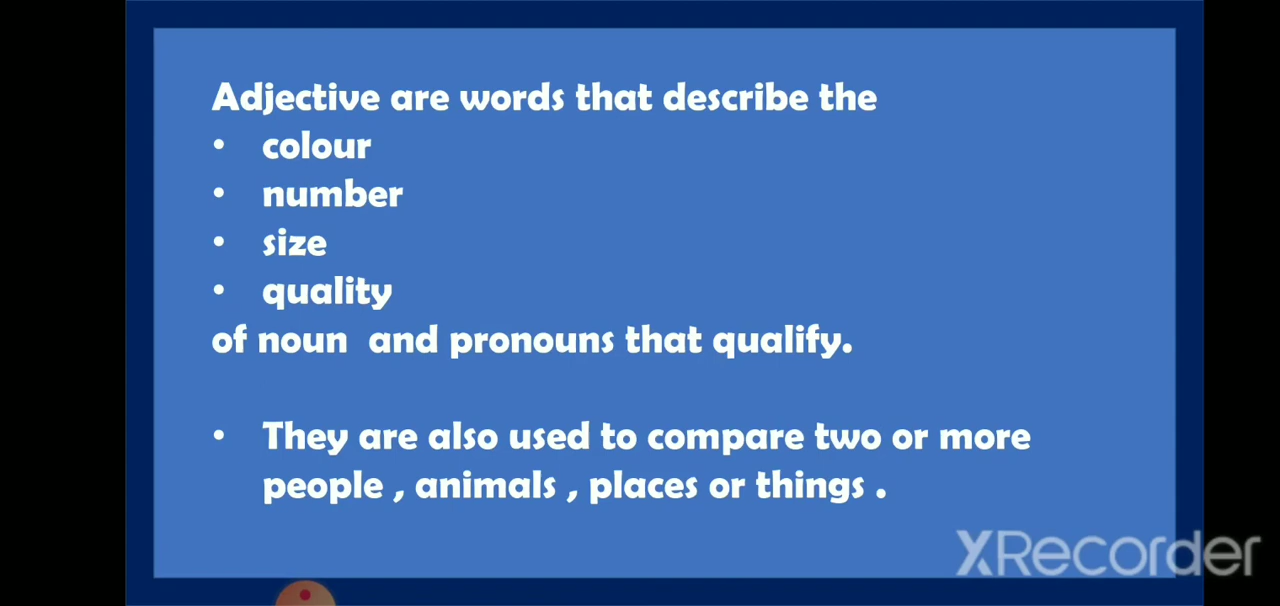 Adjective are words that describe the
• colour
• number
• size
• quality
of noun and pronouns that qualify.
• They are also used to compare two or more
people , animals , places or things .
XRecorder